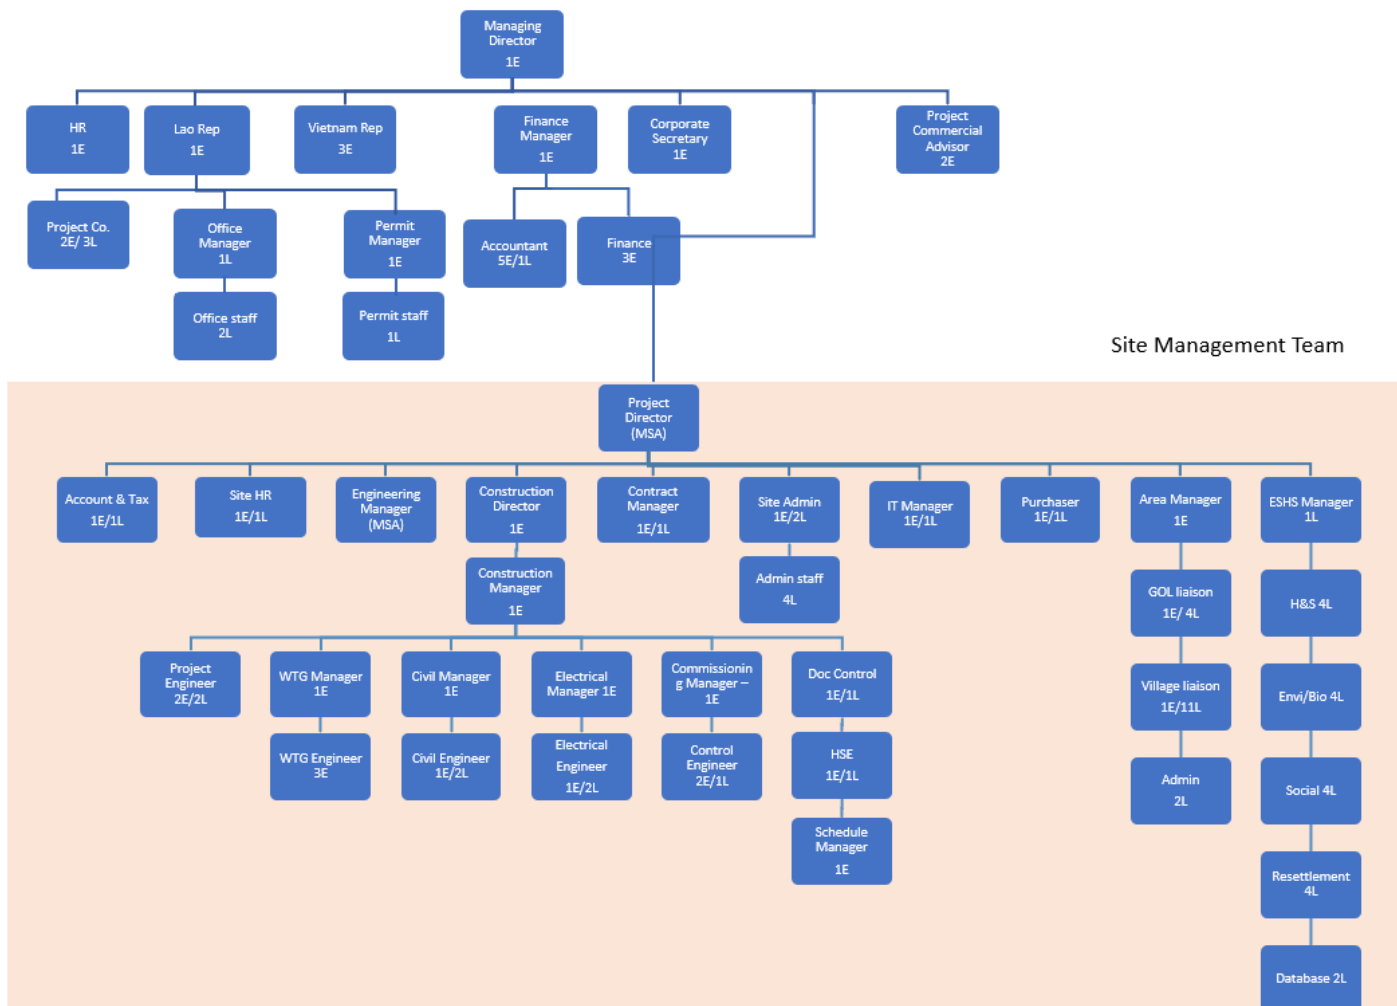 Managing
Director
1E
HR
1E
Lao Rep
1E
Vietnam Rep
3E
Finance
Manager
1E
Corporate
Secretary
1E
Project
Commercial
Advisor
2E
Project Co.
2E/ 3L
Office
Manager
1L
Permit
Manager
1E
Accountant
5E/1L
Finance
3E
Office staff
2L
Permit staff
1L
Site Management Team
Project
Director
(MSA)
Account & Tax
1E/1L
Site HR
1E/1L
Engineering
Manager
(MSA)
Construction
Director
1E
Contract
Manager
1E/1L
Site Admin
1E/2L
IT Manager
1E/1L
Purchaser
1E/1L
Area Manager
1E
ESHS Manager
1L
Construction
Manager
1E
Admin staff
4L
GOL liaison
1E/ 4L
H&S 4L
Project
Engineer
2E/2L
WTG Manager
1E
Civil Manager
1E
Electrical
Manager 1E
Commissionin
g Manager –
1E
Doc Control
1E/1L
Village liaison
1E/11L
Envi/Bio 4L
WTG Engineer
3E
Civil Engineer
1E/2L
Electrical
Engineer
1E/2L
Control
Engineer
2E/1L
HSE
1E/1L
Admin
2L
Social 4L
Schedule
Manager
1E
Resettlement
4L
Database 2L